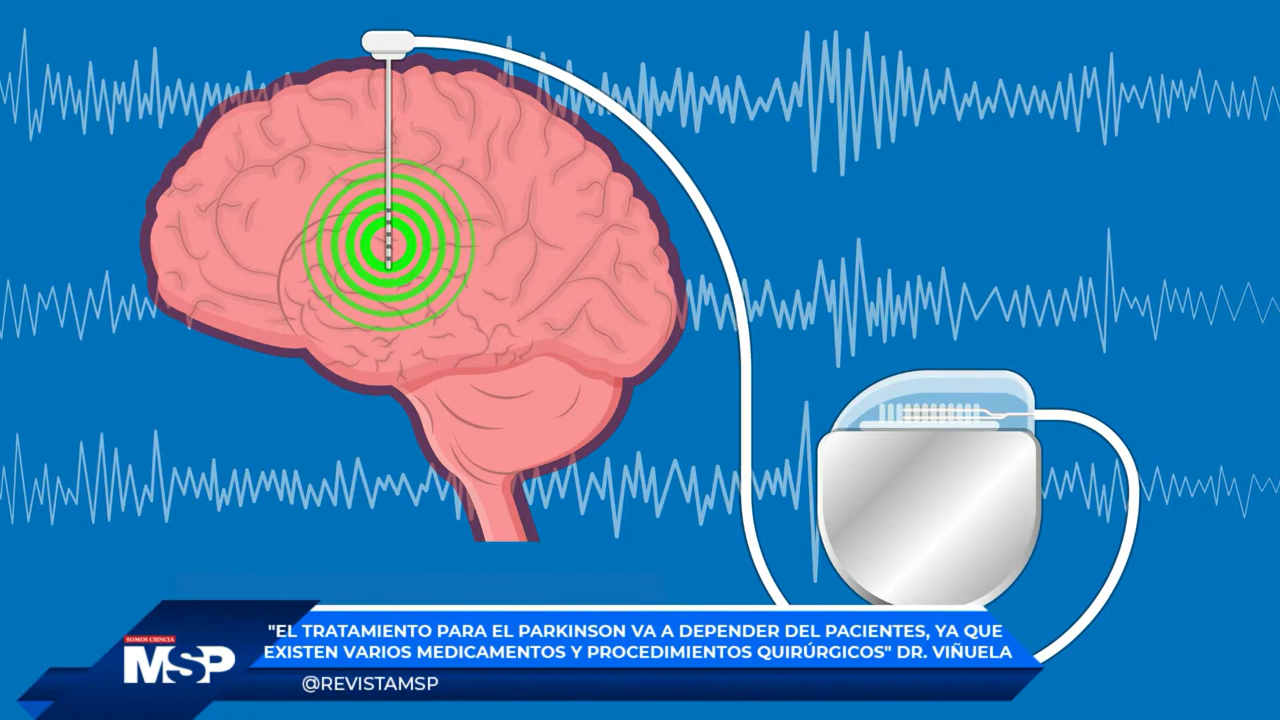 "EL TRATAMIENTO PARA EL PARKINSON VA A DEPENDER DEL PACIENTES, YA QUE
EXISTEN VARIOS MEDICAMENTOS Y PROCEDIMIENTOS QUIRÚRGICOS" DR. VIÑUELA
SOMOS CIENCIA
MSP
@REVISTAMSP